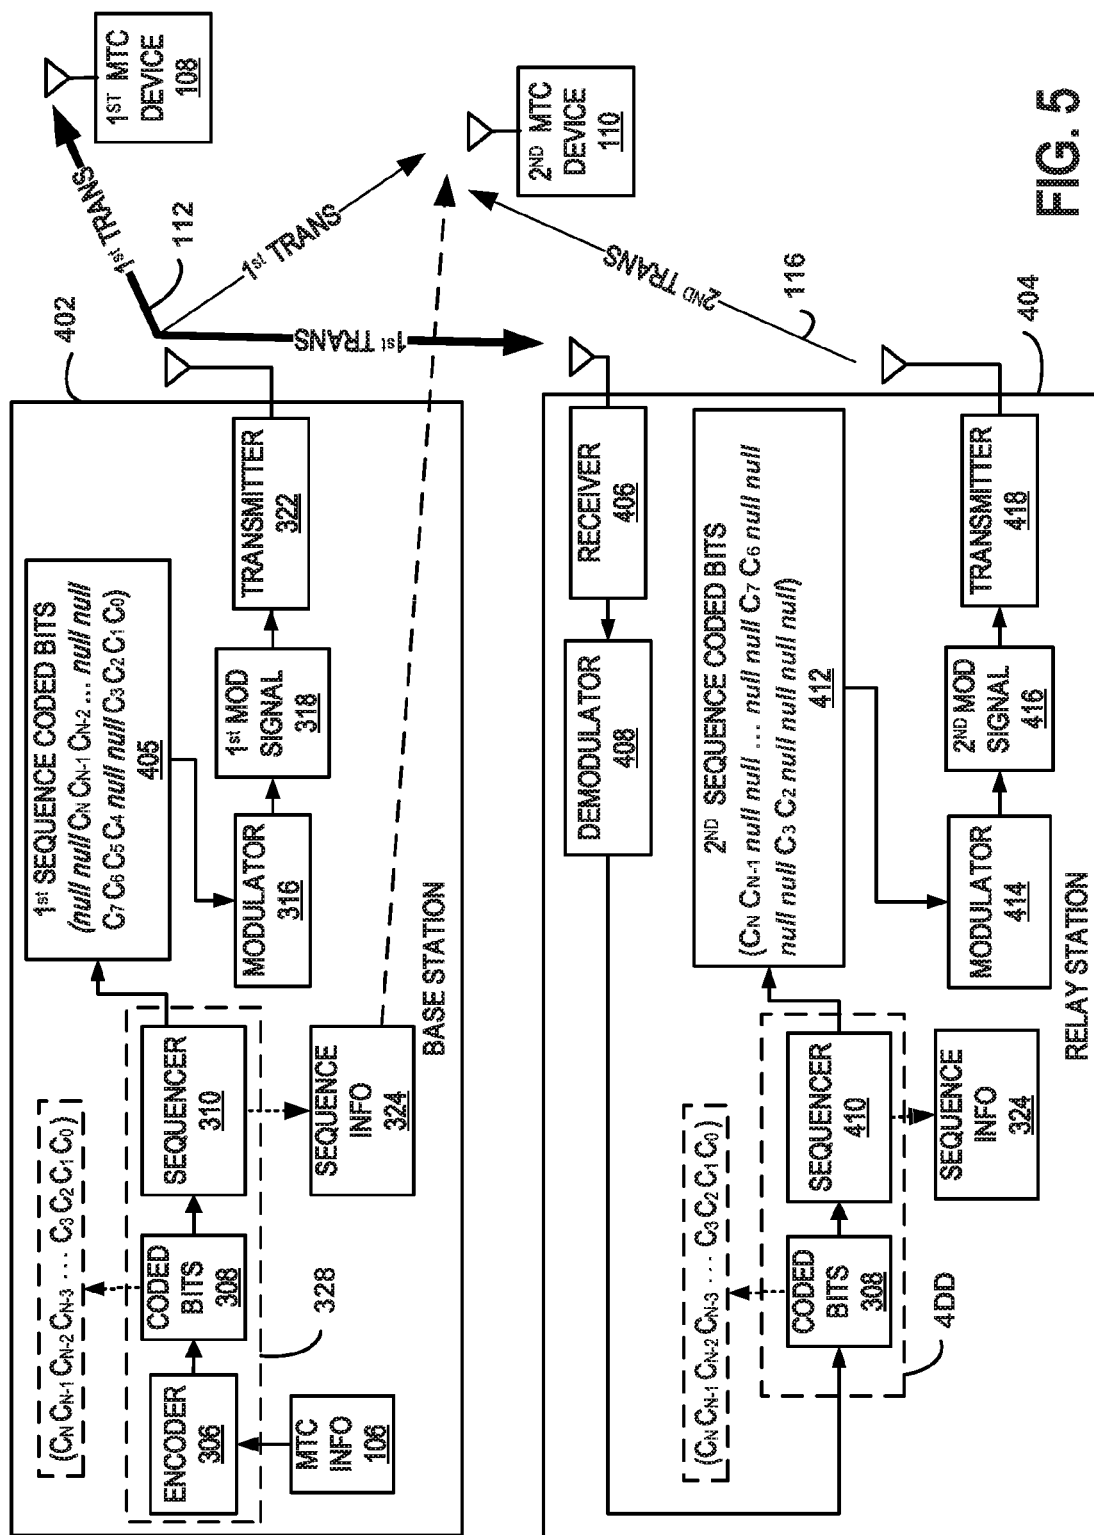 (CN CN-1 CN-2 CN-3 ... C3 C2 C1 C0)
1st SEQUENCE CODED BITS
(null null CN CN-1 CN-2 ... null null
C7 C6 C5 C4 null null C3 C2 C1 C0)
405
ENCODER
306
CODED
BITS
308
SEQUENCER
310
MTC
INFO
106
328
SEQUENCE
INFO
324
MODULATOR
316
1st MOD
SIGNAL
318
TRANSMITTER
322
BASE STATION
402
1st TRANS
112
1st TRANS
1st TRANS
1ST MTC
DEVICE
108
2ND MTC
DEVICE
110
2ND TRANS
116
RECEIVER
406
DEMODULATOR
408
(CN CN-1 CN-2 CN-3 ... C3 C2 C1 C0)
2ND SEQUENCE CODED BITS
(CN CN-1 null null ... null null C7 C6 null null
null null C3 C2 null null null null)
412
CODED
BITS
308
SEQUENCER
410
4DD
SEQUENCE
INFO
324
MODULATOR
414
2ND MOD
SIGNAL
416
TRANSMITTER
418
RELAY STATION
404
FIG. 5